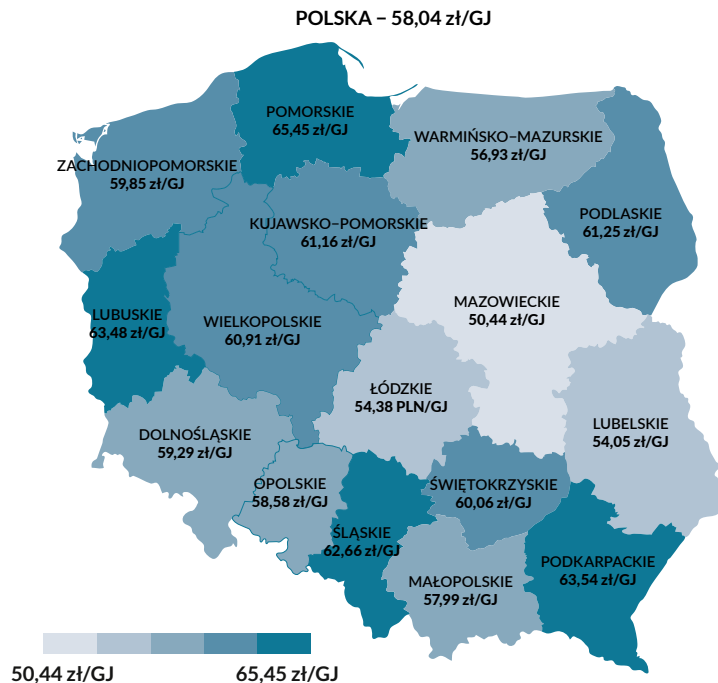 POLSKA – 58,04 zł/GJ
POMORSKIE
65,45 zł/GJ
WARMIŃSKO–MAZURSKIE
56,93 zł/GJ
ZACHODNIOPOMORSKIE
59,85 zł/GJ
KUJAWSKO–POMORSKIE
61,16 zł/GJ
PODLASKIE
61,25 zł/GJ
LUBUSKIE
63,48 zł/GJ
WIELKOPOLSKIE
60,91 zł/GJ
MAZOWIECKIE
50,44 zł/GJ
ŁÓDZKIE
54,38 PLN/GJ
LUBELSKIE
54,05 zł/GJ
DOLNOŚLĄSKIE
59,29 zł/GJ
OPOLSKIE
58,58 zł/GJ
ŚWIĘTOKRZYSKIE
60,06 zł/GJ
ŚLĄSKIE
62,66 zł/GJ
MAŁOPOLSKIE
57,99 zł/GJ
PODKARPACKIE
63,54 zł/GJ
50,44 zł/GJ
65,45 zł/GJ